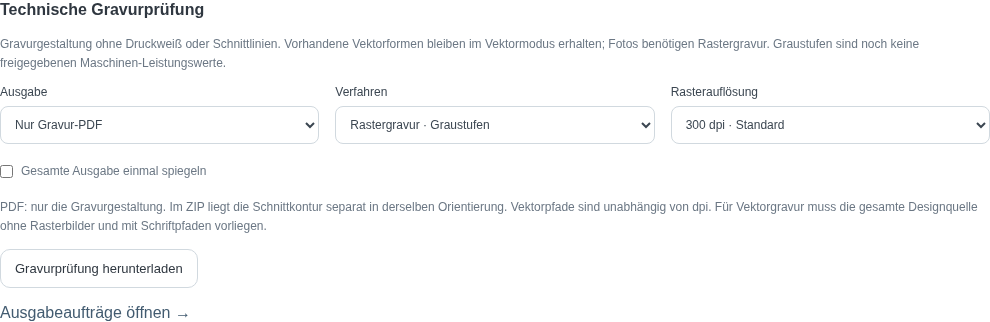 Technische Gravurprüfung
Gravurgestaltung ohne Druckweiß oder Schnittlinien. Vorhandene Vektorformen bleiben im Vektormodus erhalten; Fotos benötigen Rastergravur. Graustufen sind noch keine
freigegebenen Maschinen-Leistungswerte.
Ausgabe Verfahren Rasterauflösung
Nur Gravur-PDF Rastergravur · Graustufen 300 dpi · Standard
Gesamte Ausgabe einmal spiegeln
PDF: nur die Gravurgestaltung. Im ZIP liegt die Schnittkontur separat in derselben Orientierung. Vektorpfade sind unabhängig von dpi. Für Vektorgravur muss die gesamte Designquelle
ohne Rasterbilder und mit Schriftpfaden vorliegen.
Gravurprüfung herunterladen
Ausgabeaufträge öffnen →